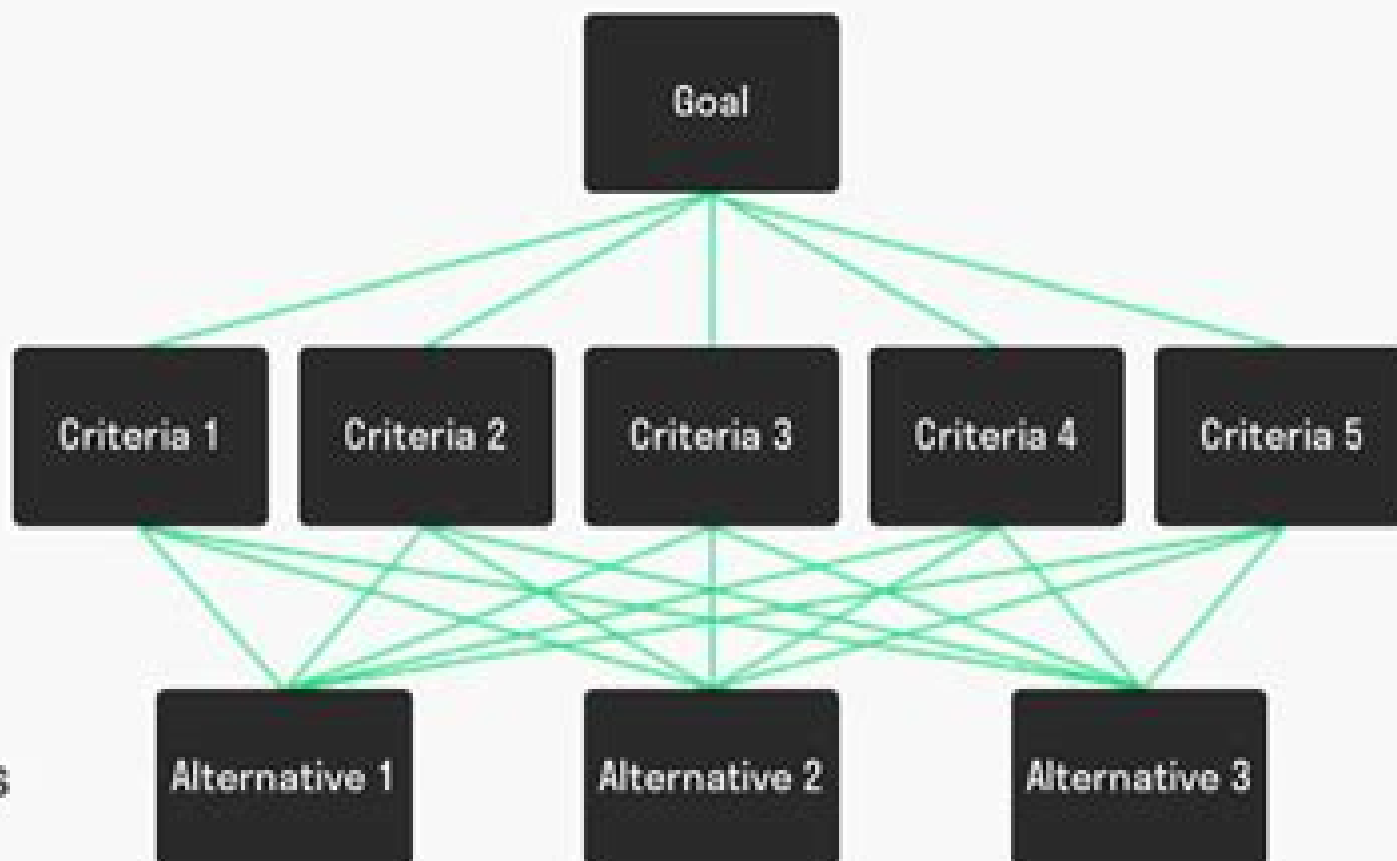 Goal
Criteria 1
Criteria 2
Criteria 3
Criteria 4
Criteria 5
Alternative 1
Alternative 2
Alternative 3